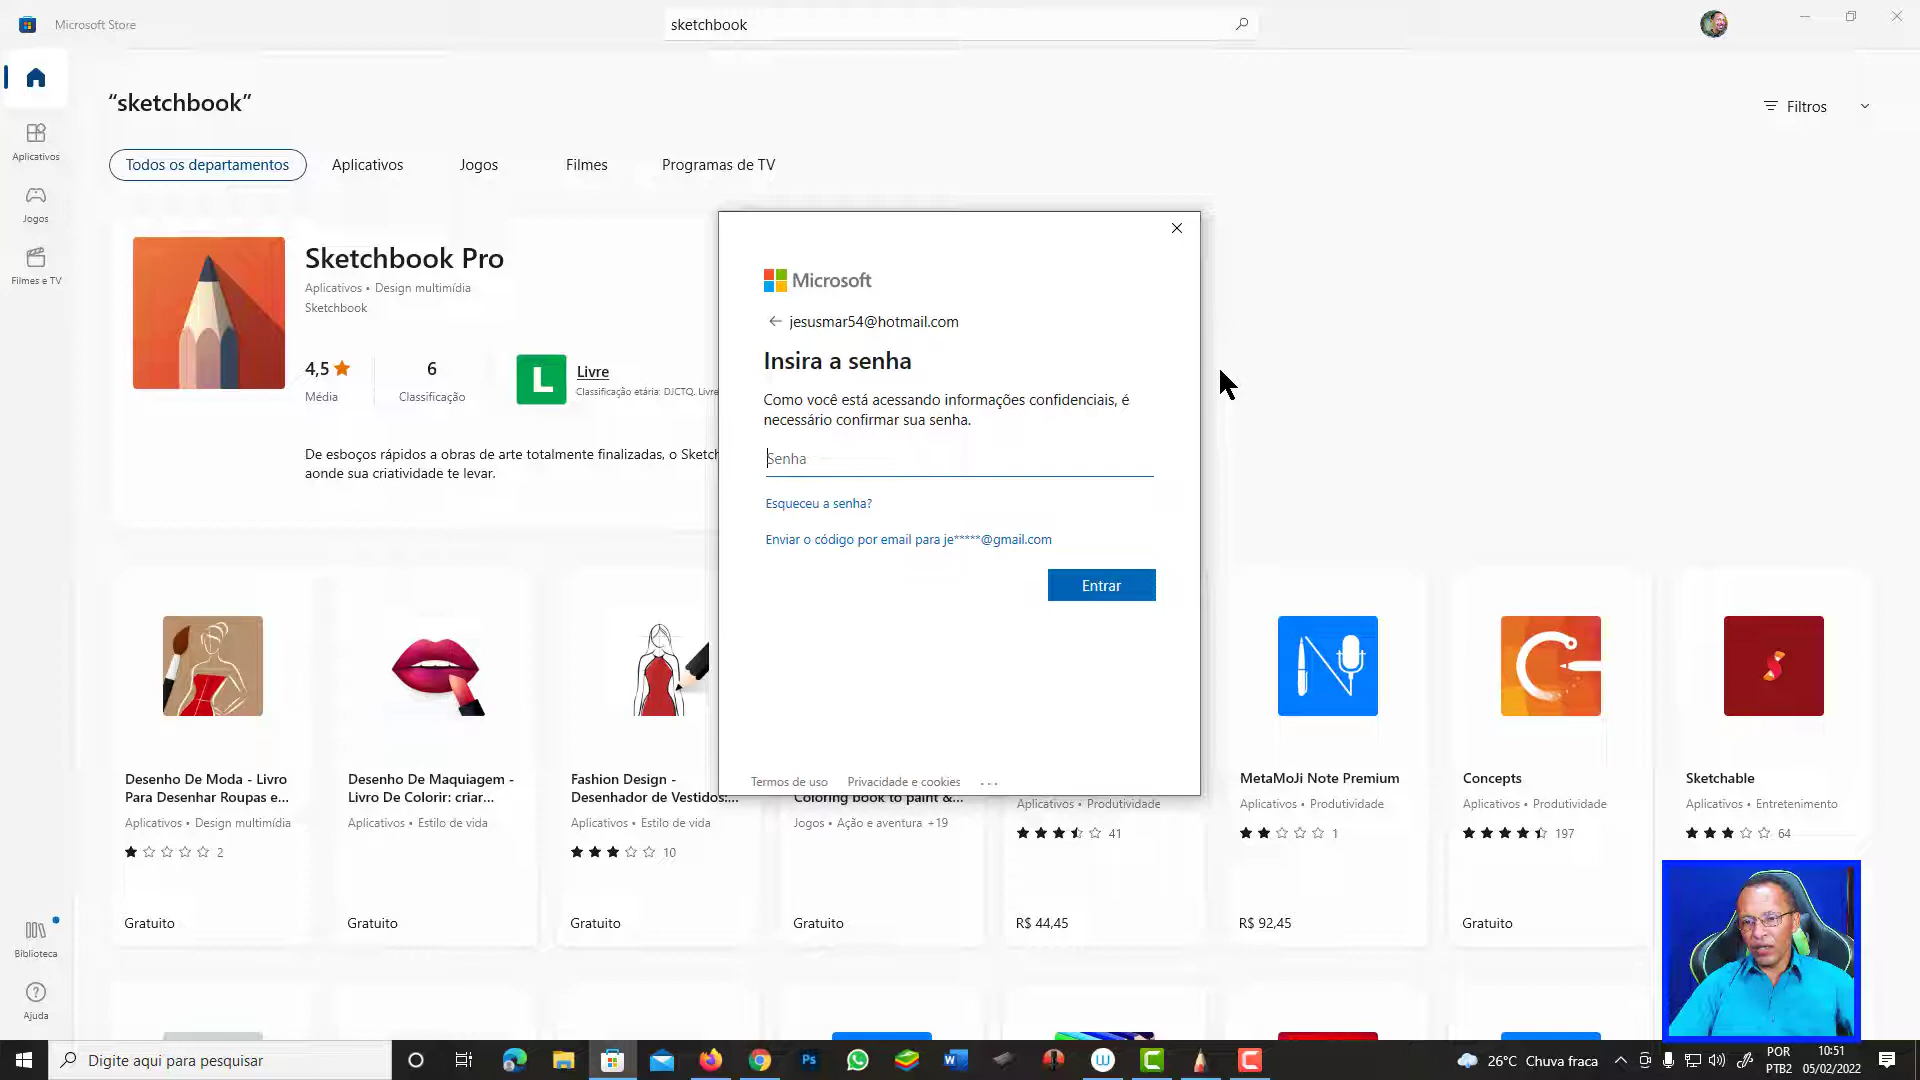 Microsoft Store
sketchbook
“sketchbook”
Filtros
Todos os departamentos
Aplicativos
Jogos
Filmes
Programas de TV
Aplicativos
Jogos
Filmes e TV
Biblioteca
Ajuda
Sketchbook Pro
Aplicativos • Design multimídia
Sketchbook
4,5
Média
6
Classificação
L
Livre
Classificação etária: DJCTQ, Livre
De esboços rápidos a obras de arte totalmente finalizadas, o Sketch
aonde sua criatividade te levar.
Microsoft
jesusmar54@hotmail.com
Insira a senha
Como você está acessando informações confidenciais, é
necessário confirmar sua senha.
Senha
Esqueceu a senha?
Enviar o código por email para je*****@gmail.com
Entrar
Termos de uso
Privacidade e cookies
Desenho De Moda - Livro
Para Desenhar Roupas e...
Aplicativos • Design multimídia
2
Gratuito
Desenho De Maquiagem -
Livro De Colorir: criar...
Aplicativos • Estilo de vida
Gratuito
Fashion Design -
Desenhador de Vestidos:...
Aplicativos • Estilo de vida
10
Gratuito
Coloring book to paint &...
Jogos • Ação e aventura +19
Gratuito
Aplicativos • Produtividade
41
R$ 44,45
MetaMoJi Note Premium
Aplicativos • Produtividade
1
R$ 92,45
Concepts
Aplicativos • Produtividade
197
Gratuito
Sketchable
Aplicativos • Entretenimento
64
Digite aqui para pesquisar
26°C Chuva fraca
POR
PTB2
10:51
05/02/2022